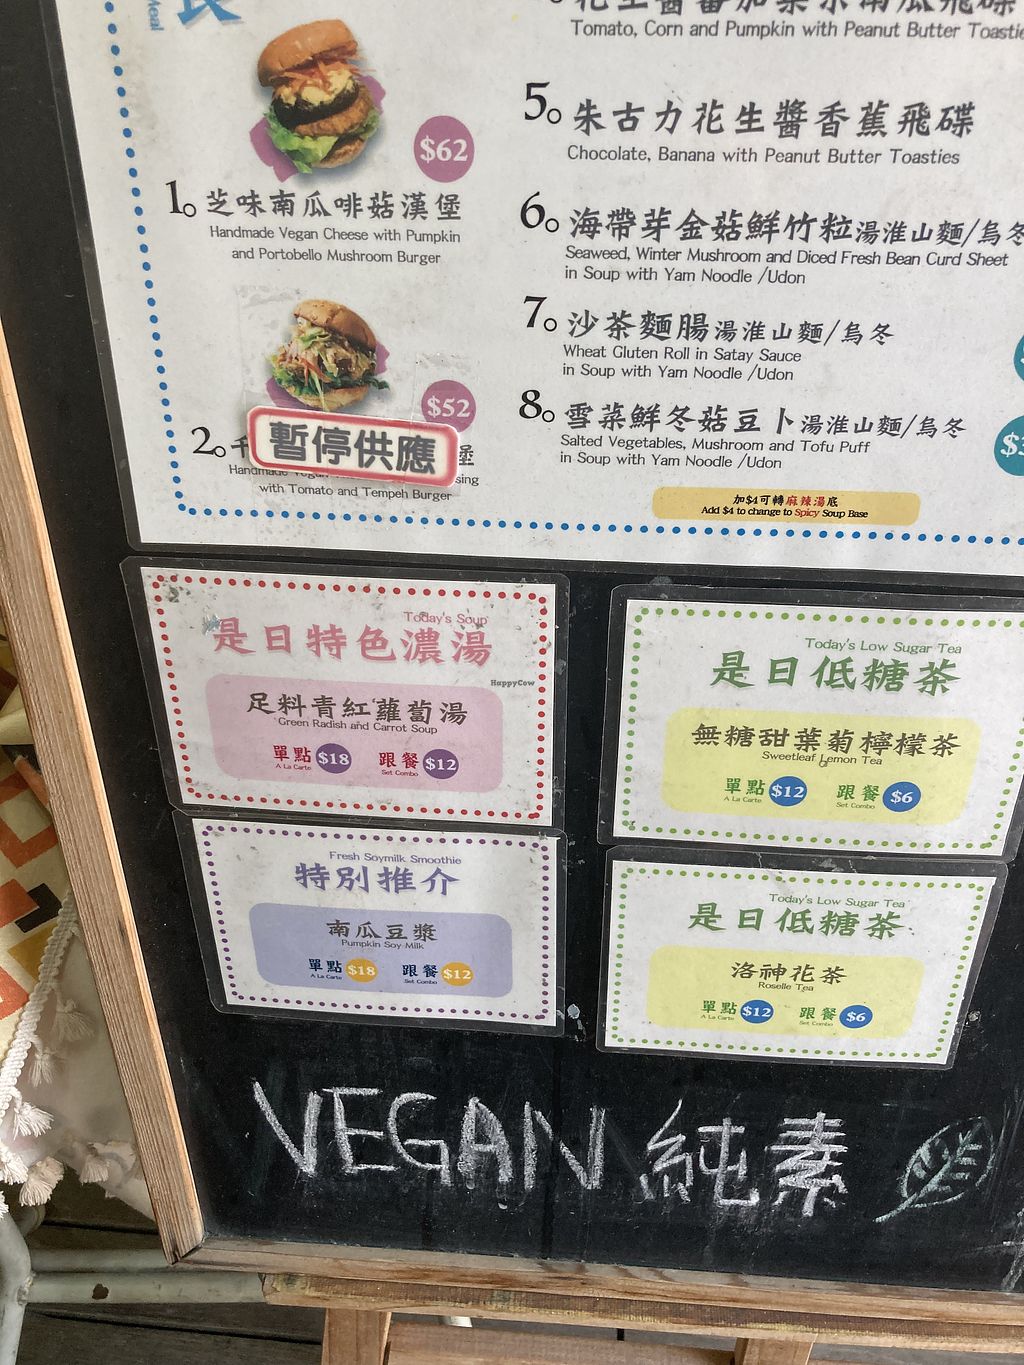 Tomato, Corn and Pumpkin with Peanut Butter Toastie
$62
1。芝味南瓜啡菇漢堡
Handmade Vegan Cheese with Pumpkin
and Portobello Mushroom Burger
$52
2。
暫停供應
堡
Handmade Vegan
sing
with Tomato and Tempeh Burger
5。朱古力花生醬香蕉飛碟
Chocolate, Banana with Peanut Butter Toasties
6。海帶芽金菇鮮竹粒湯淮山麵/烏冬
Seaweed, Winter Mushroom and Diced Fresh Bean Curd Sheet
in Soup with Yam Noodle /Udon
7。沙茶麵腸湯淮山麵/烏冬
Wheat Gluten Roll in Satay Sauce
in Soup with Yam Noodle /Udon
8。雪菜鮮冬菇豆卜湯淮山麵/烏冬
Salted Vegetables, Mushroom and Tofu Puff
in Soup with Yam Noodle /Udon
加$4可轉麻辣湯底
Add $4 to change to Spicy Soup Base
Today's Soup
是日特色濃湯
HappyCow
足料青紅蘿蔔湯
Green Radish and Carrot Soup
單點 $18 跟餐 $12
A La Carte Set Combo
Today's Low Sugar Tea
是日低糖茶
無糖甜葉菊檸檬茶
Sweetleaf Lemon Tea
單點 $12 跟餐 $6
A La Carte Set Combo
Fresh Soymilk Smoothie
特別推介
南瓜豆漿
Pumpkin Soy Milk
單點 $18 跟餐 $12
A La Carte Set Combo
Today's Low Sugar Tea
是日低糖茶
洛神花茶
Roselle Tea
單點 $12 跟餐 $6
A La Carte Set Combo
VEGAN 純素